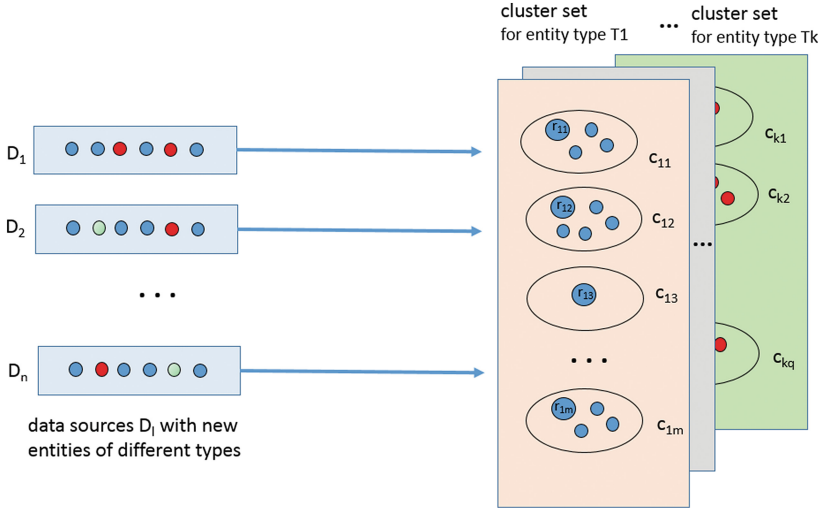 cluster set
for entity type T1
...
cluster set
for entity type Tk
D1
D2
...
Dn
data sources Dl with new
entities of different types
r11
c11
r12
c12
r13
c13
...
r1m
c1m
...
ck1
ck2
ckq